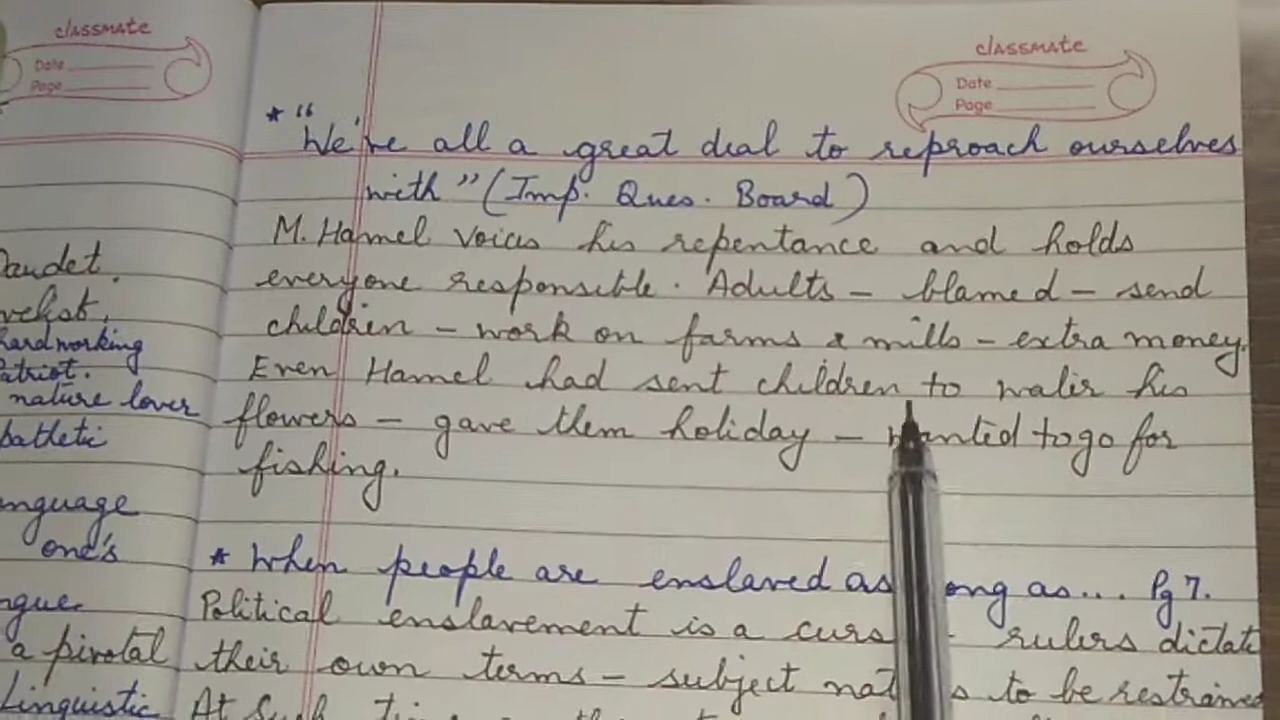 classmate
Date
Page
Daudet.
hardworking
patriot.
nature lover
one's
a pivotal
Linguistic
classmate
Date
Page
* "We're all a great deal to reproach ourselves
with" (Imp. Ques. Board)
M. Hamel voices his repentance and holds
everyone responsible. Adults - blamed - send
children - work on farms & mills - extra money.
Even Hamel had sent children to water his
flowers - gave them holiday - wanted to go for
fishing.
* When people are enslaved as long as... Pg 7.
Political enslavement is a curse - rulers dictate
their own terms - subject to be restrained
At such